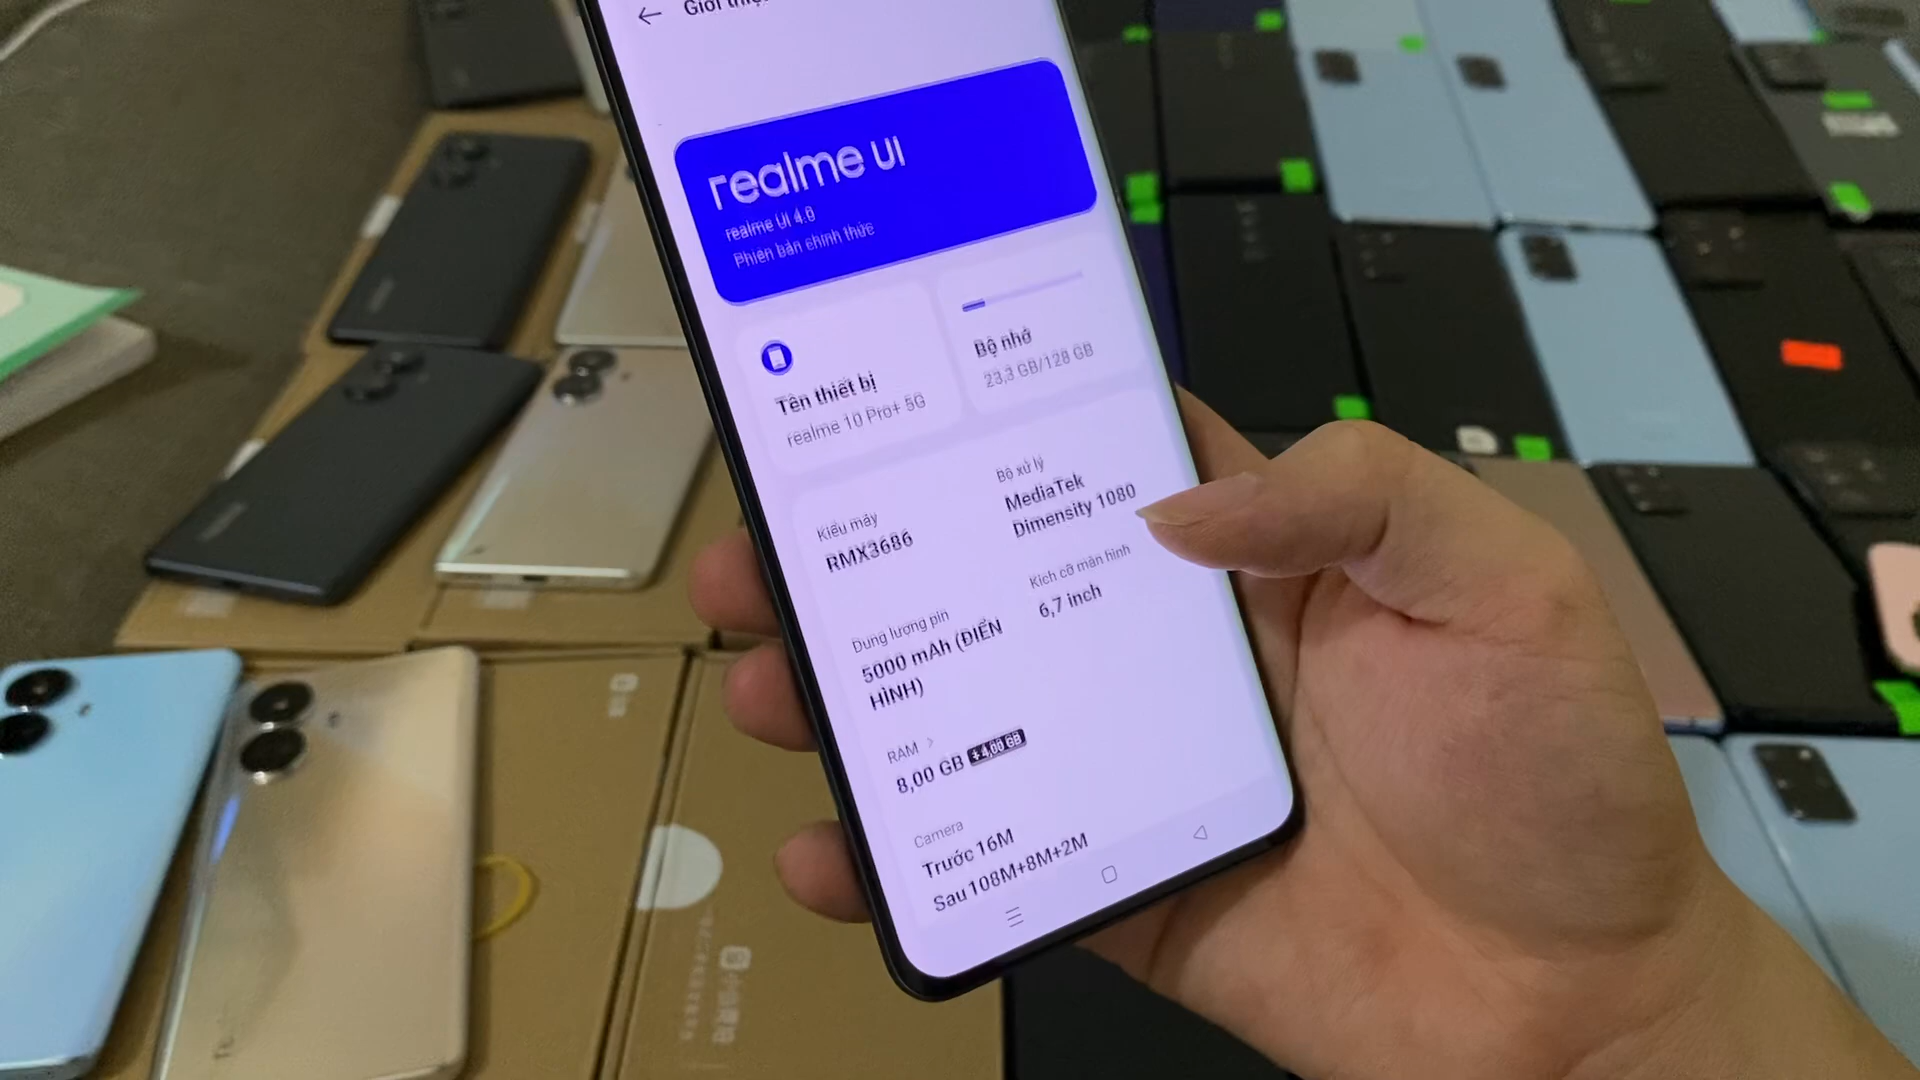 realme UI
realme UI 4.0
Phiên bản chính thức
Tên thiết bị
realme 10 Pro+ 5G
Bộ nhớ
23,3 GB/128 GB
Kiểu máy
RMX3686
Bộ xử lý
MediaTek
Dimensity 1080
Dung lượng pin
5000 mAh (ĐIỂN
HÌNH)
Kích cỡ màn hình
6,7 inch
RAM
8,00 GB + 4,00 GB
Camera
Trước 16M
Sau 108M+8M+2M